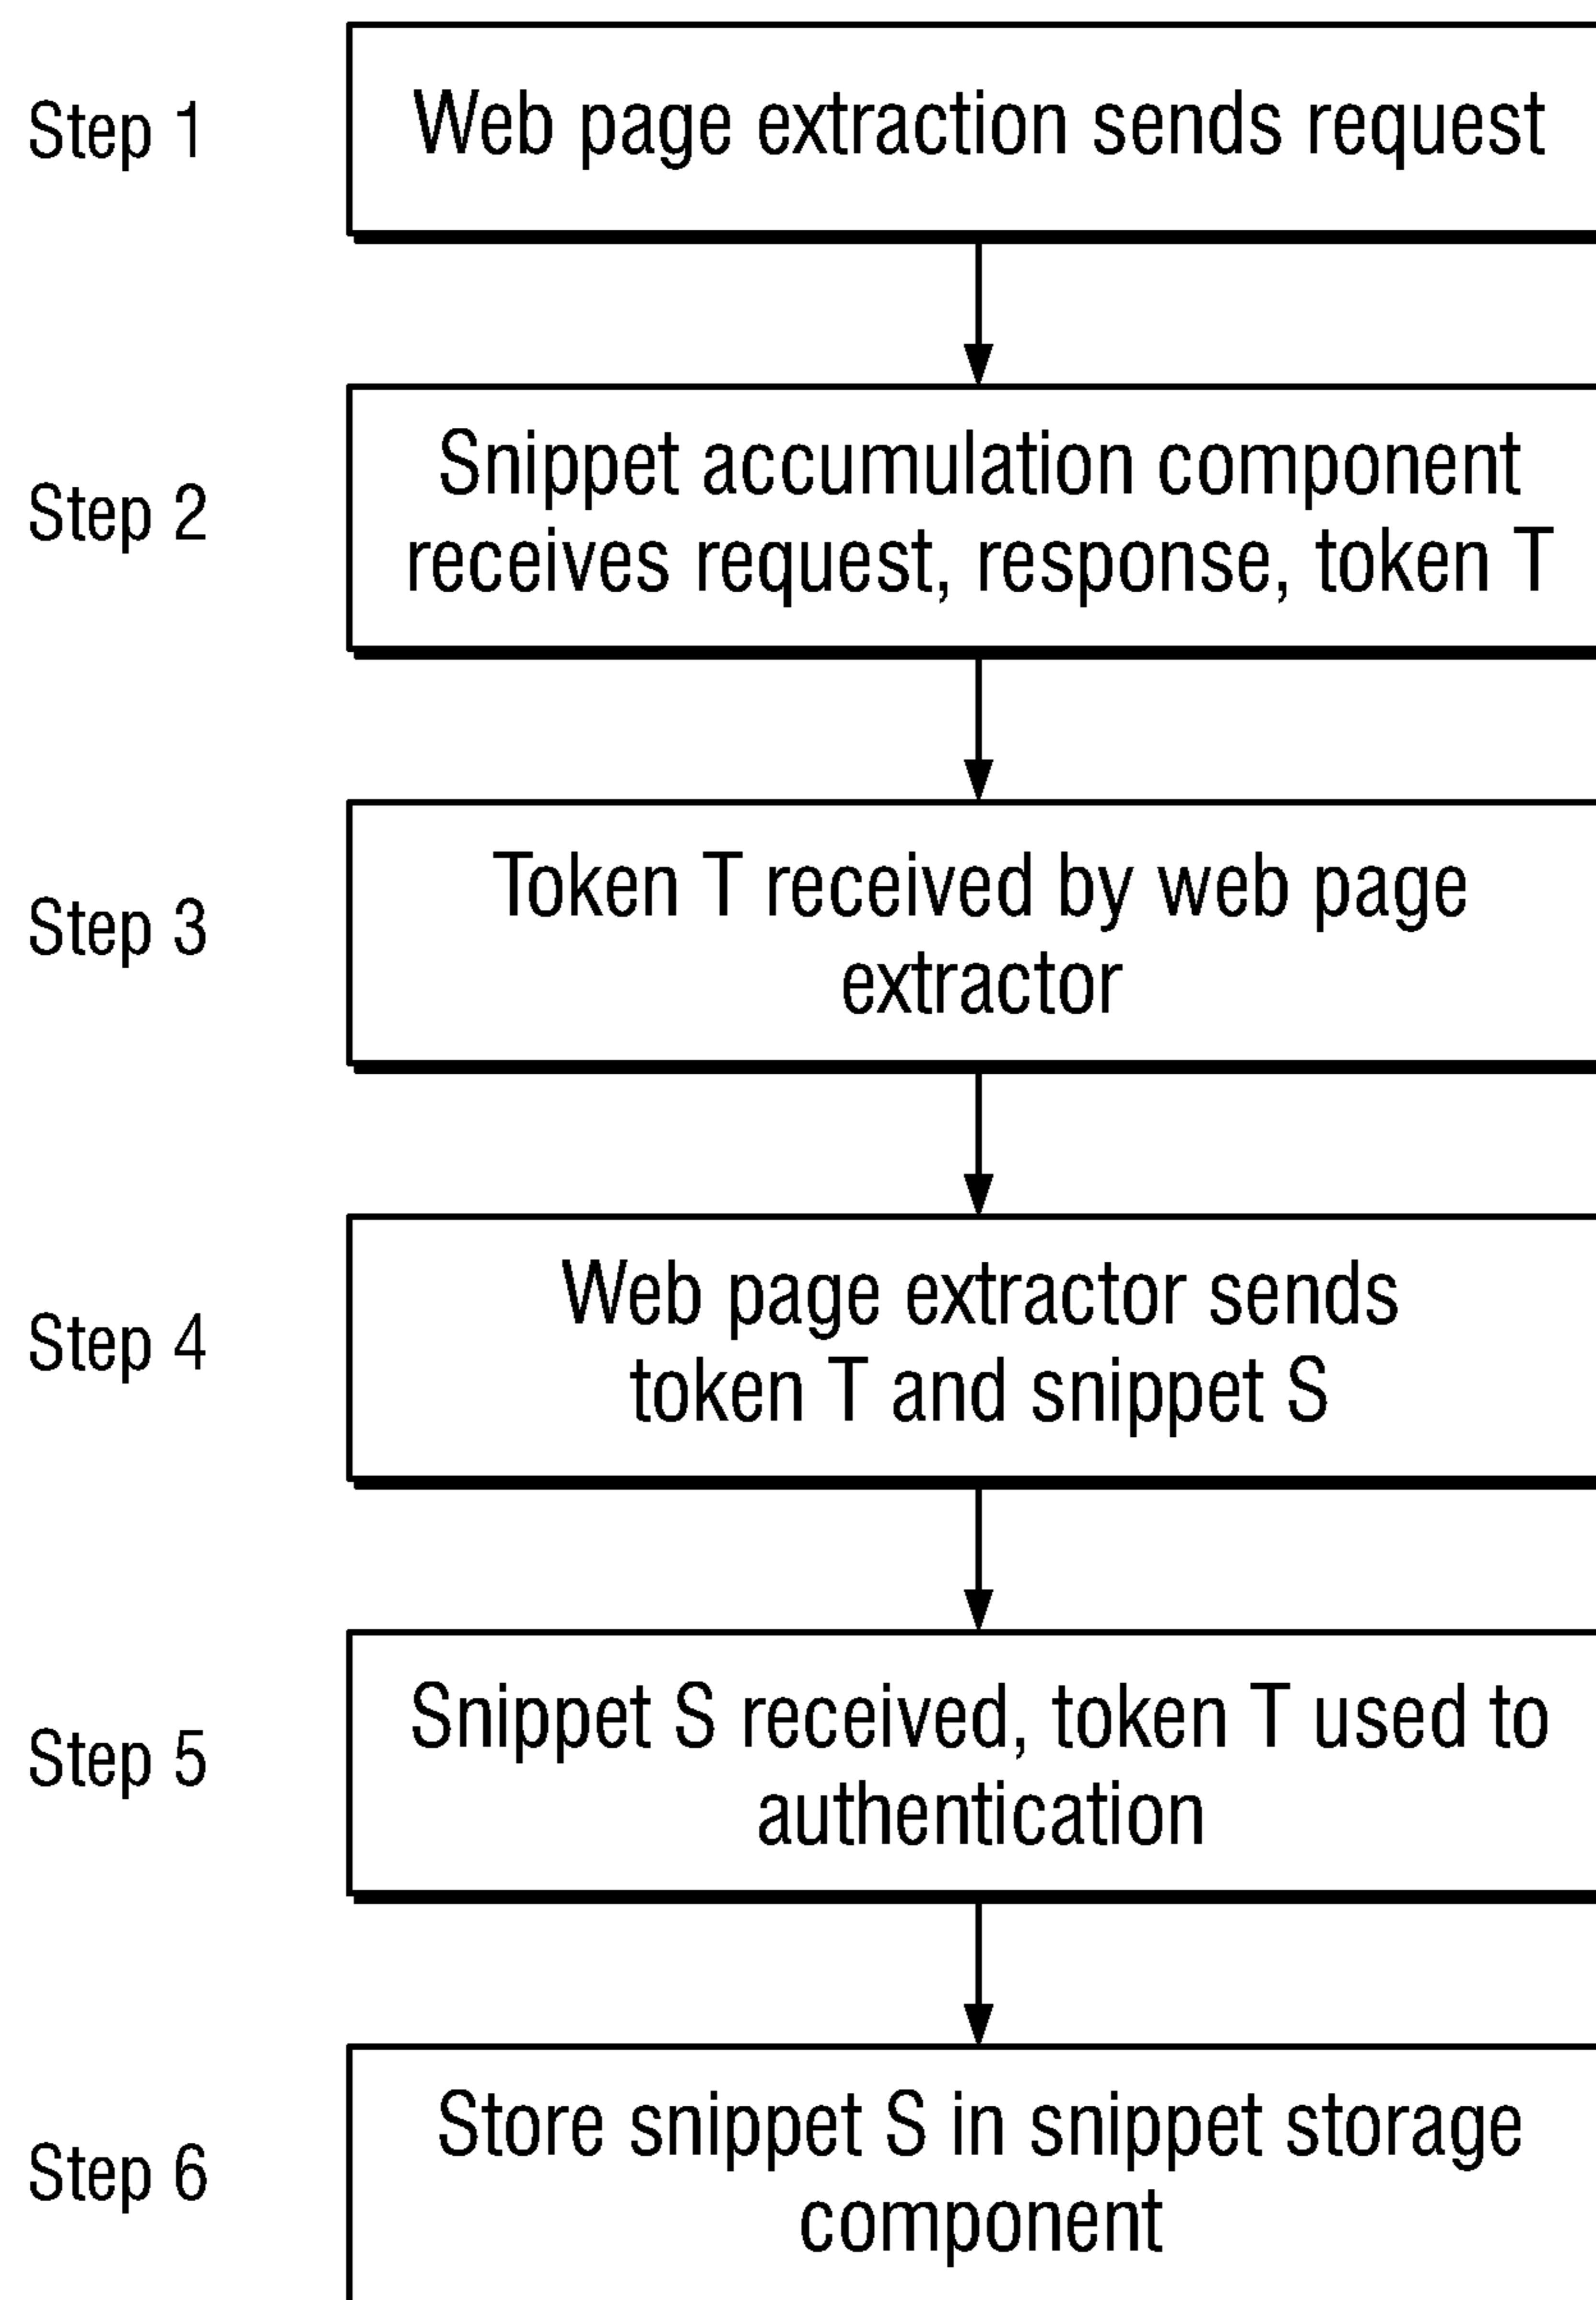 Step 1
Web page extraction sends request
Step 2
Snippet accumulation component
receives request, response, token T
Step 3
Token T received by web page
extractor
Step 4
Web page extractor sends
token T and snippet S
Step 5
Snippet S received, token T used to
authentication
Step 6
Store snippet S in snippet storage
component